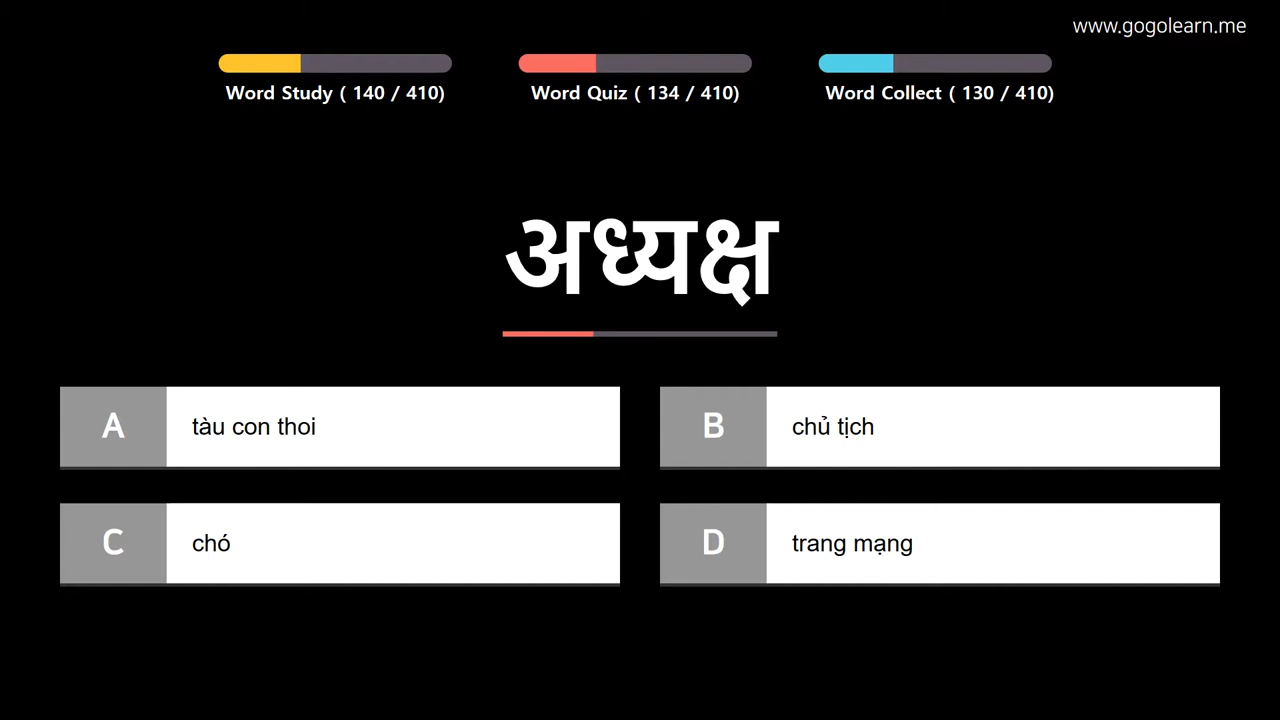 www.gogolearn.me
Word Study ( 140 / 410)
Word Quiz ( 134 / 410)
Word Collect ( 130 / 410)
अध्यक्ष
A tàu con thoi
B chủ tịch
C chó
D trang mạng